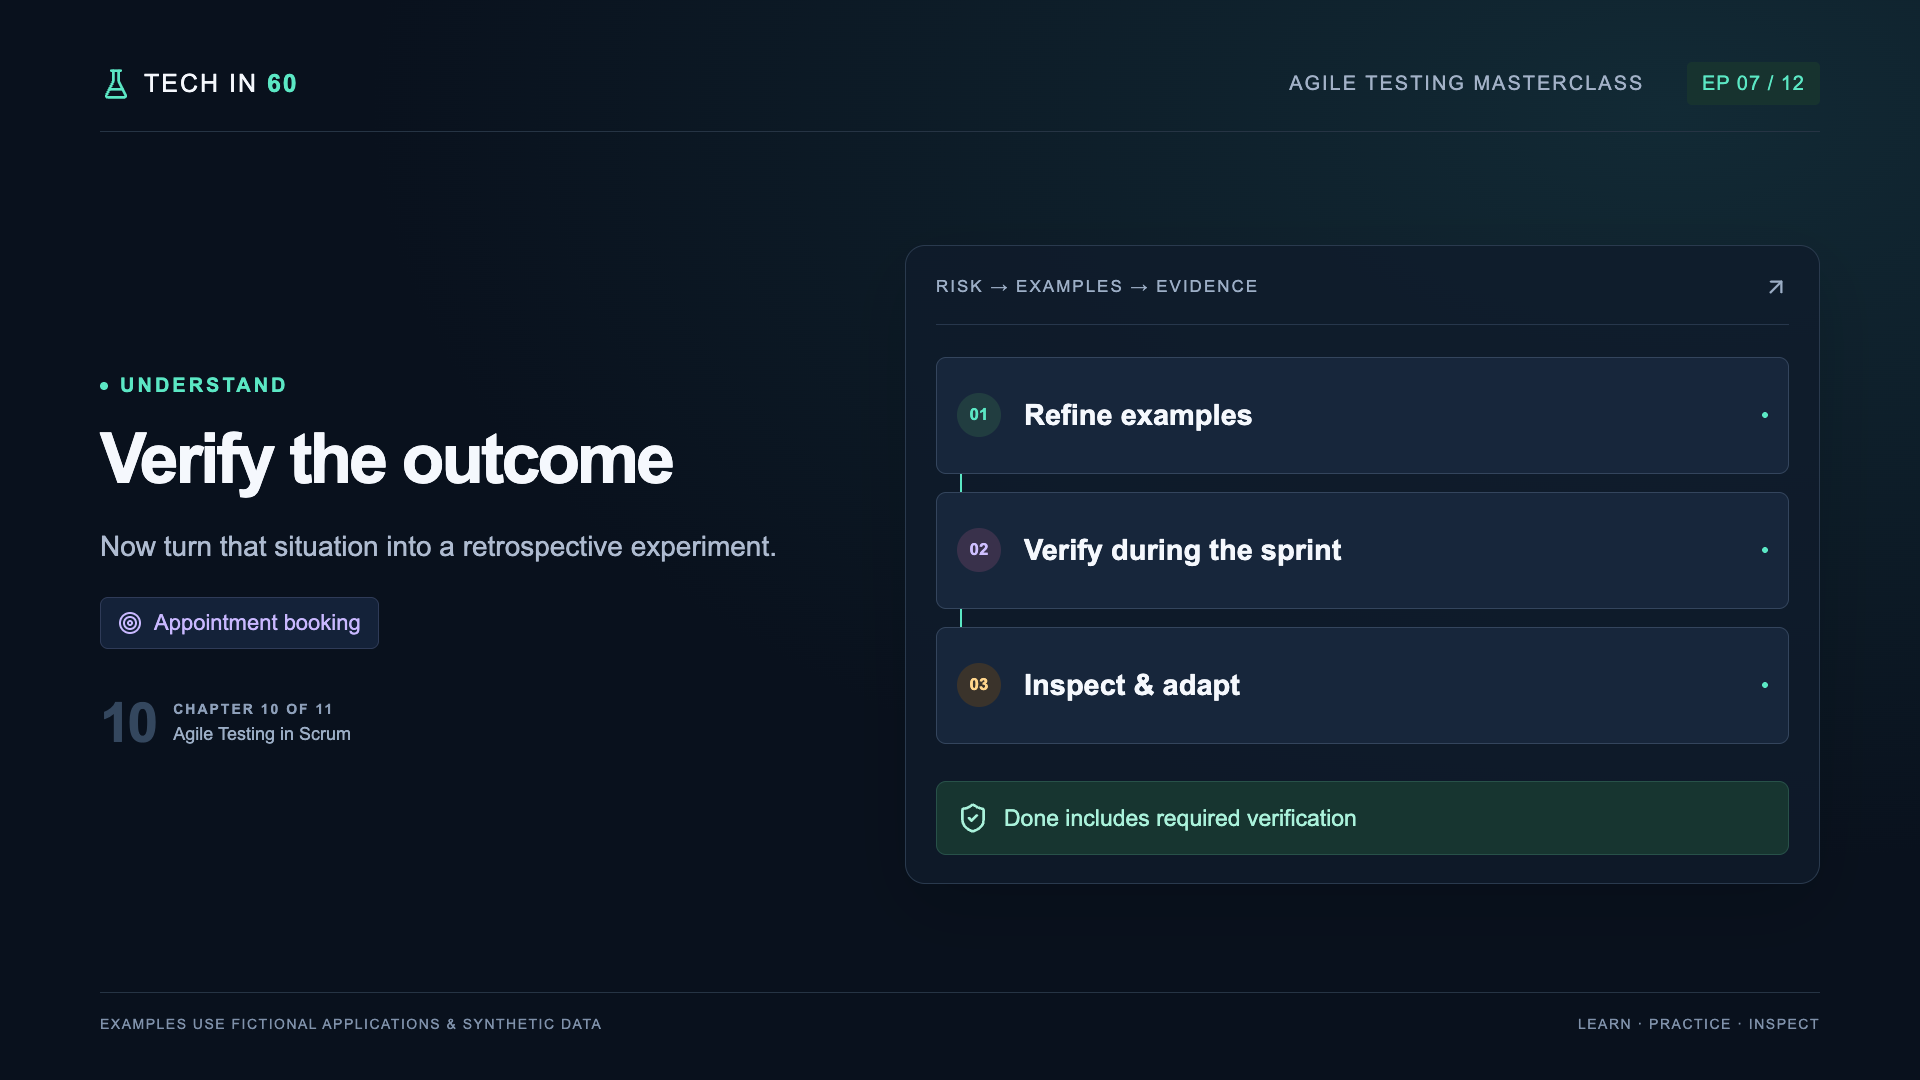 TECH IN 60
AGILE TESTING MASTERCLASS
EP 07 / 12
UNDERSTAND
Verify the outcome
Now turn that situation into a retrospective experiment.
Appointment booking
10
CHAPTER 10 OF 11
Agile Testing in Scrum
RISK → EXAMPLES → EVIDENCE
01
Refine examples
02
Verify during the sprint
03
Inspect & adapt
Done includes required verification
EXAMPLES USE FICTIONAL APPLICATIONS & SYNTHETIC DATA
LEARN · PRACTICE · INSPECT